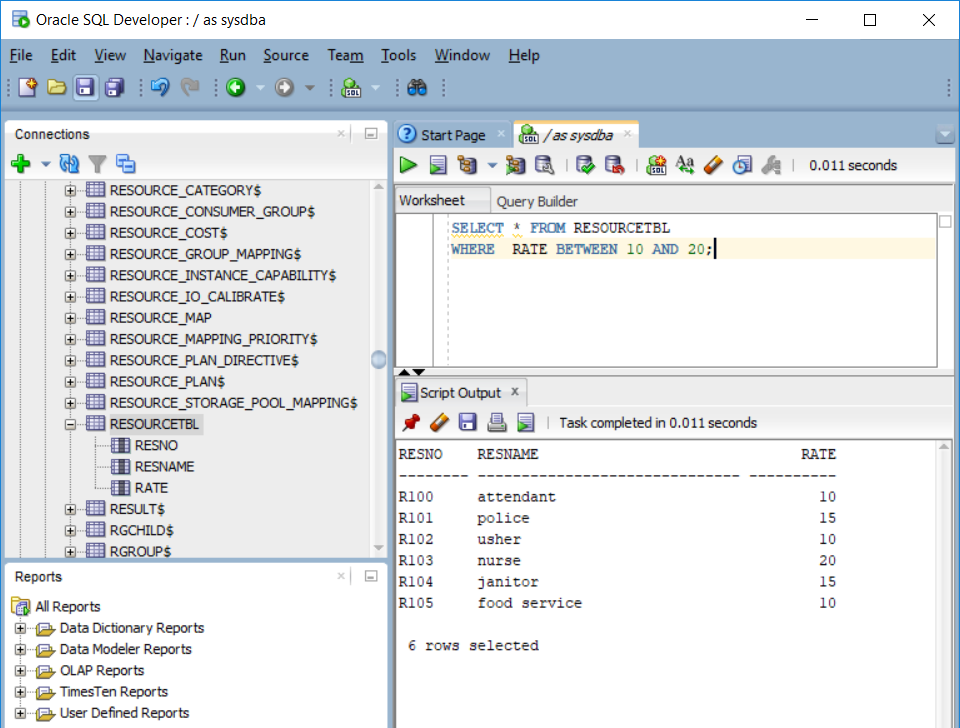 Oracle SQL Developer : / as sysdba
File Edit View Navigate Run Source Team Tools Window Help
SQL
Connections
RESOURCE_CATEGORY$
RESOURCE_CONSUMER_GROUP$
RESOURCE_COST$
RESOURCE_GROUP_MAPPING$
RESOURCE_INSTANCE_CAPABILITY$
RESOURCE_IO_CALIBRATE$
RESOURCE_MAP
RESOURCE_MAPPING_PRIORITY$
RESOURCE_PLAN_DIRECTIVE$
RESOURCE_PLAN$
RESOURCE_STORAGE_POOL_MAPPING$
RESOURCETBL
RESNO
RESNAME
RATE
RESULT$
RGCHILD$
RGROUP$
Reports
All Reports
Data Dictionary Reports
Data Modeler Reports
OLAP Reports
TimesTen Reports
User Defined Reports
? Start Page SQL / as sysdba
SQL Aa 0.011 seconds
Worksheet Query Builder
SELECT * FROM RESOURCETBL
WHERE  RATE BETWEEN 10 AND 20;
Script Output x
Task completed in 0.011 seconds
RESNO    RESNAME                              RATE
-------- ------------------------------ ----------
R100     attendant                              10
R101     police                                 15
R102     usher                                  10
R103     nurse                                  20
R104     janitor                                15
R105     food service                           10
6 rows selected